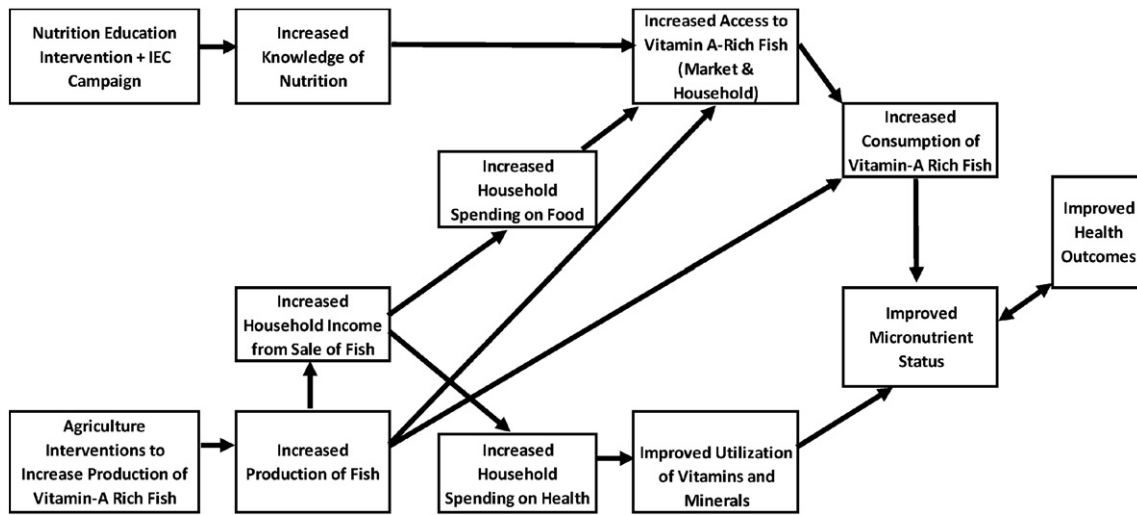 Nutrition Education
Intervention + IEC
Campaign
Increased
Knowledge of
Nutrition
Increased Access to
Vitamin A-Rich Fish
(Market &
Household)
Increased
Consumption of
Vitamin-A Rich Fish
Increased
Household
Spending on Food
Improved
Health
Outcomes
Increased
Household Income
from Sale of Fish
Improved
Micronutrient
Status
Agriculture
Interventions to
Increase Production of
Vitamin-A Rich Fish
Increased
Production of Fish
Increased
Household
Spending on Health
Improved Utilization
of Vitamins and
Minerals